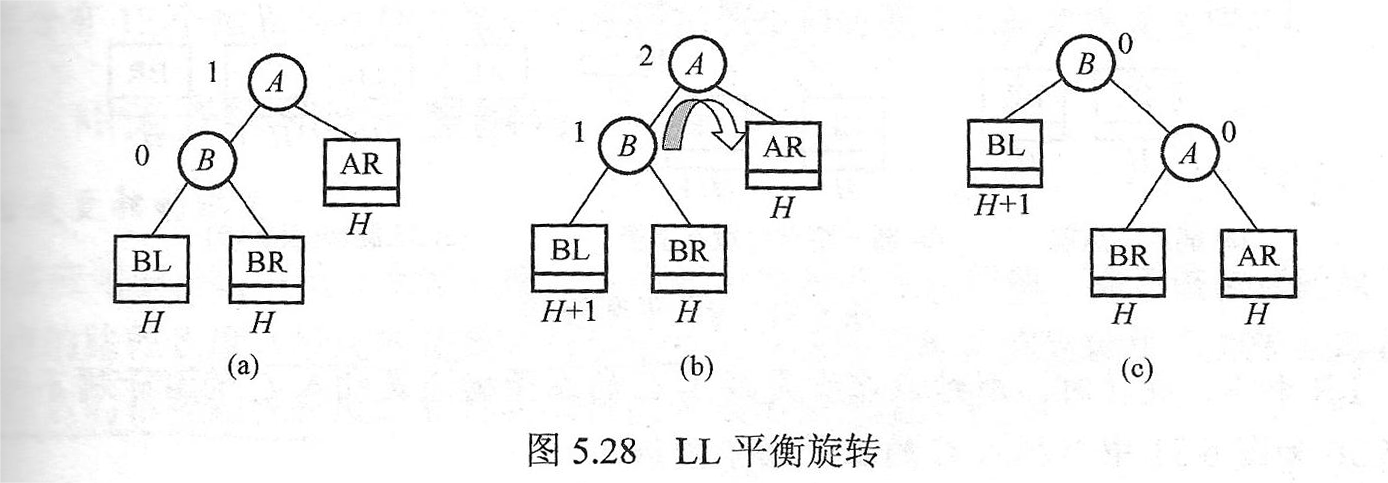 1 A
0 B
AR
H
BL BR
H H
(a)
2 A
1 B
AR
H
BL BR
H+1 H
(b)
B 0
BL
H+1
A 0
BR AR
H H
(c)
图 5.28 LL 平衡旋转